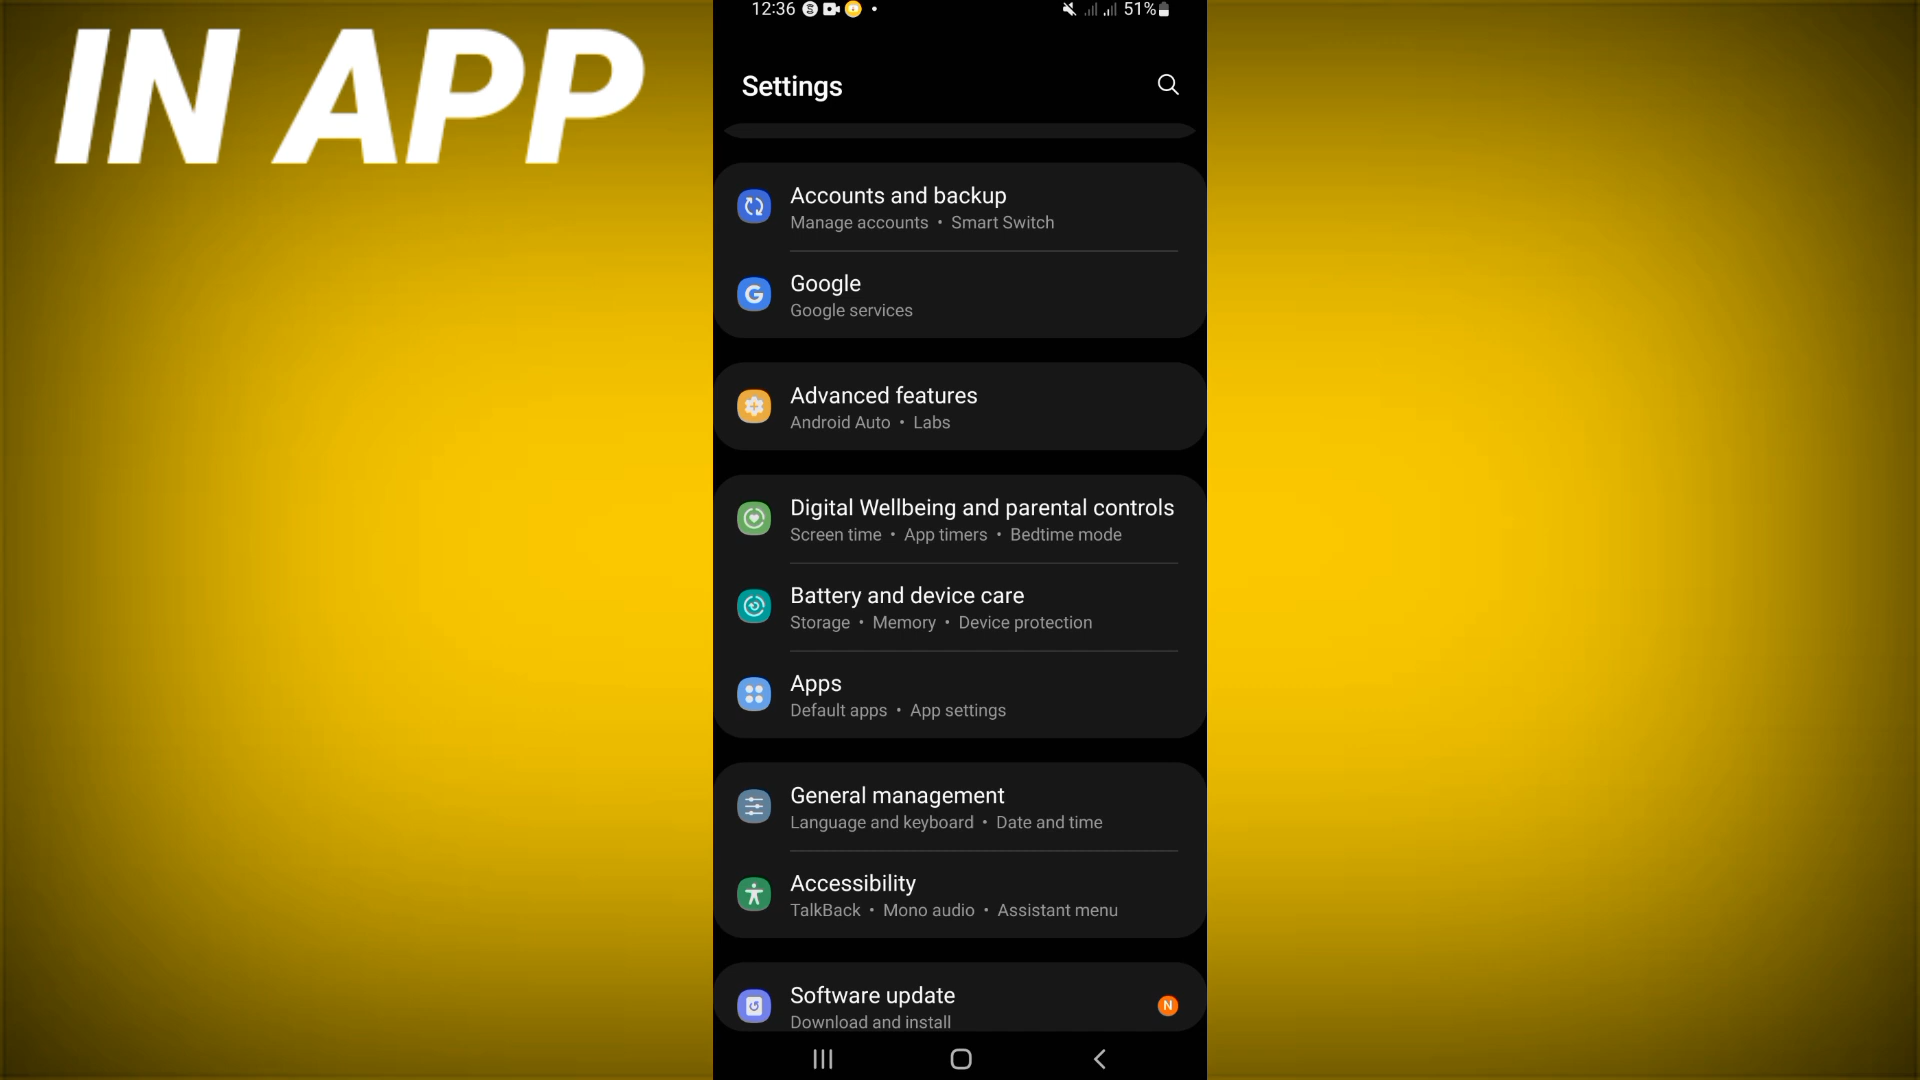 IN APP
12:36
51%
Settings
Accounts and backup
Manage accounts • Smart Switch
Google
Google services
Advanced features
Android Auto • Labs
Digital Wellbeing and parental controls
Screen time • App timers • Bedtime mode
Battery and device care
Storage • Memory • Device protection
Apps
Default apps • App settings
General management
Language and keyboard • Date and time
Accessibility
TalkBack • Mono audio • Assistant menu
Software update
N
Download and install